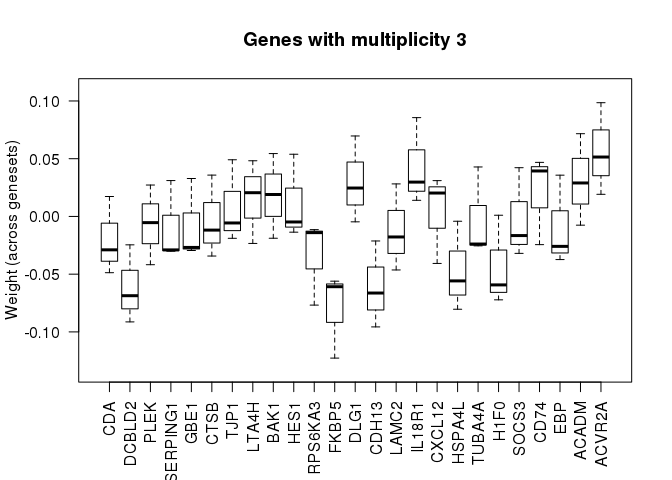 Genes with multiplicity 3
Weight (across genesets)
0.10
0.05
0.00
-0.05
-0.10
CDA
DCBLD2
PLEK
SERPING1
GBE1
CTSB
TJP1
LTA4H
BAK1
HES1
RPS6KA3
FKBP5
DLG1
CDH13
LAMC2
IL18R1
CXCL12
HSPA4L
TUBA4A
H1F0
SOCS3
CD74
EBP
ACADM
ACVR2A